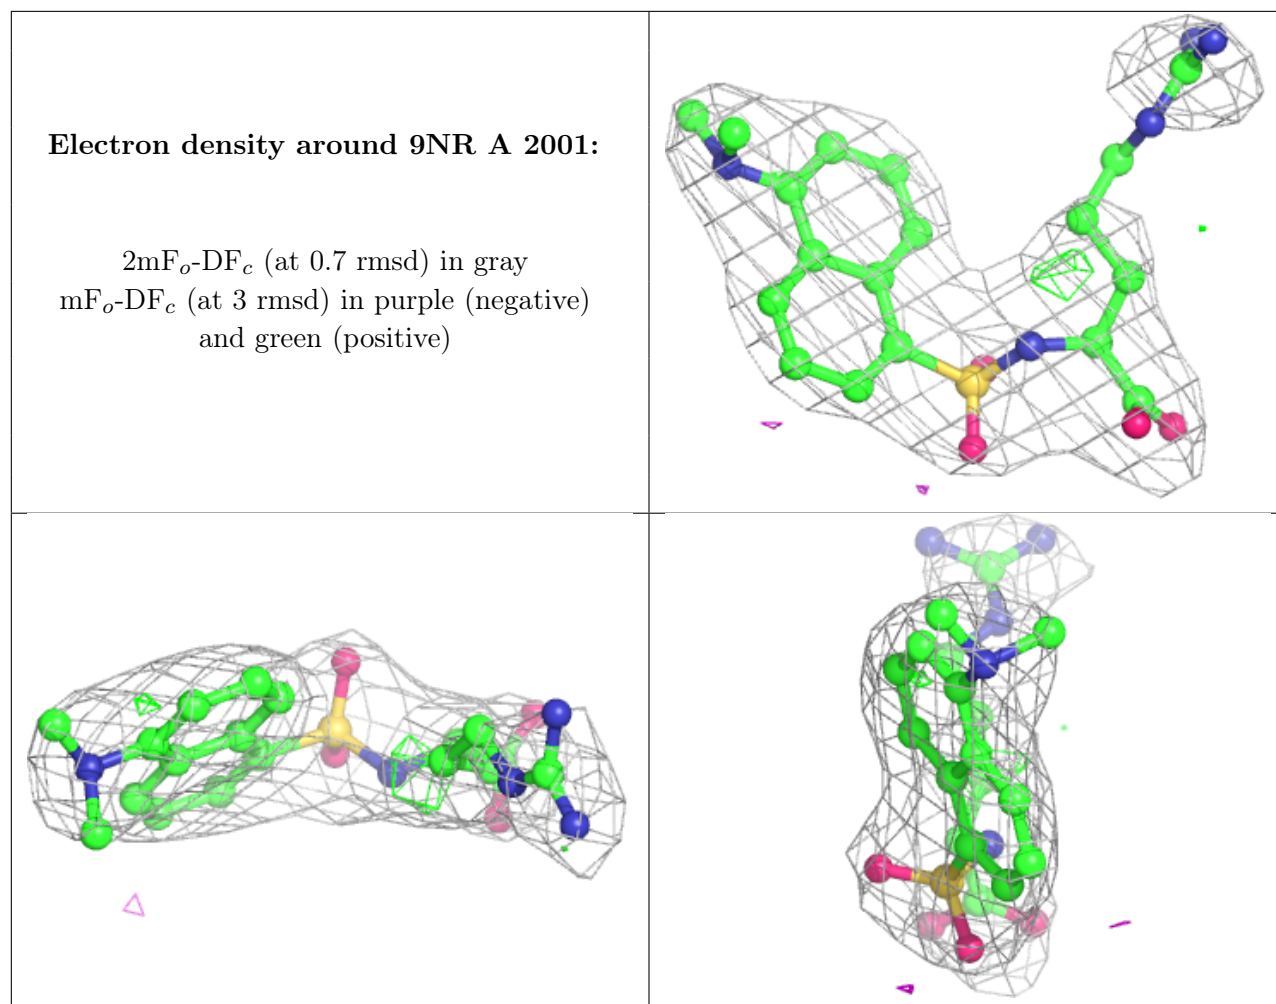 Electron density around 9NR A 2001:
2mFo-DFc (at 0.7 rmsd) in gray
mFo-DFc (at 3 rmsd) in purple (negative)
and green (positive)